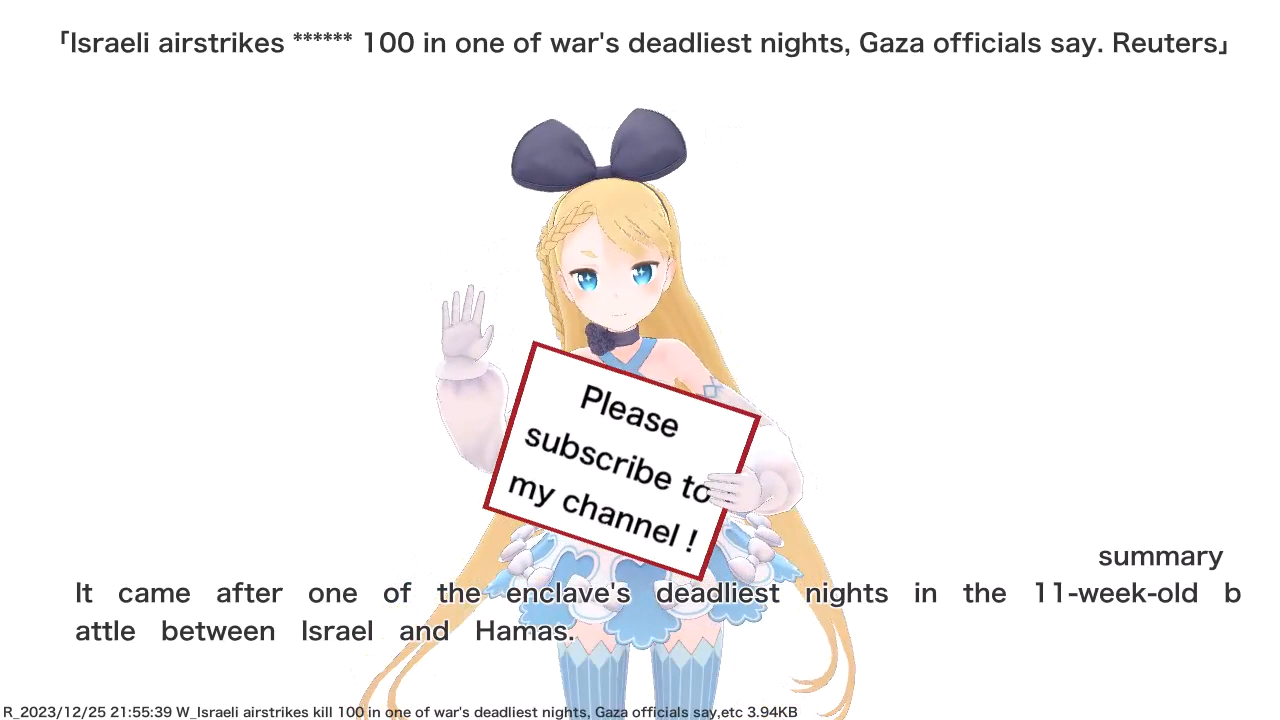 「Israeli airstrikes ****** 100 in one of war's deadliest nights, Gaza officials say. Reuters」
Please
subscribe to
my channel !
summary
It came after one of the enclave's deadliest nights in the 11-week-old b
attle between Israel and Hamas.
R_2023/12/25 21:55:39 W_Israeli airstrikes kill 100 in one of war's deadliest nights, Gaza officials say,etc 3.94KB